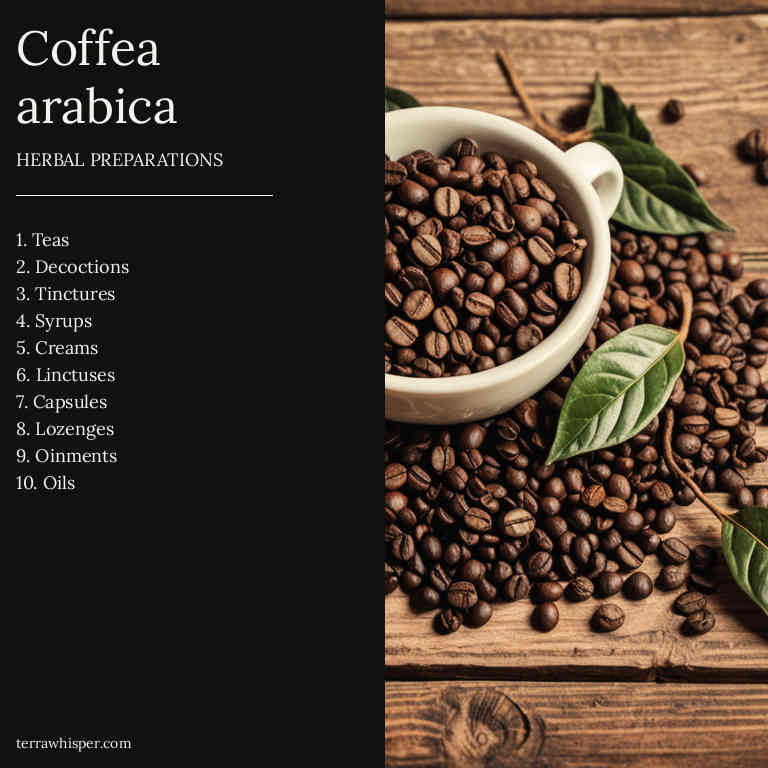 Coffea
arabica
HERBAL PREPARATIONS
1. Teas
2. Decoctions
3. Tinctures
4. Syrups
5. Creams
6. Linctuses
7. Capsules
8. Lozenges
9. Oinments
10. Oils
terrawhisper.com